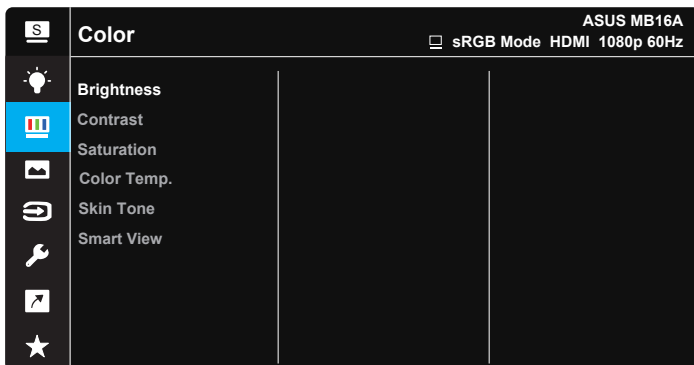 S
Color
ASUS MB16A
sRGB Mode HDMI 1080p 60Hz
Brightness
Contrast
Saturation
Color Temp.
Skin Tone
Smart View